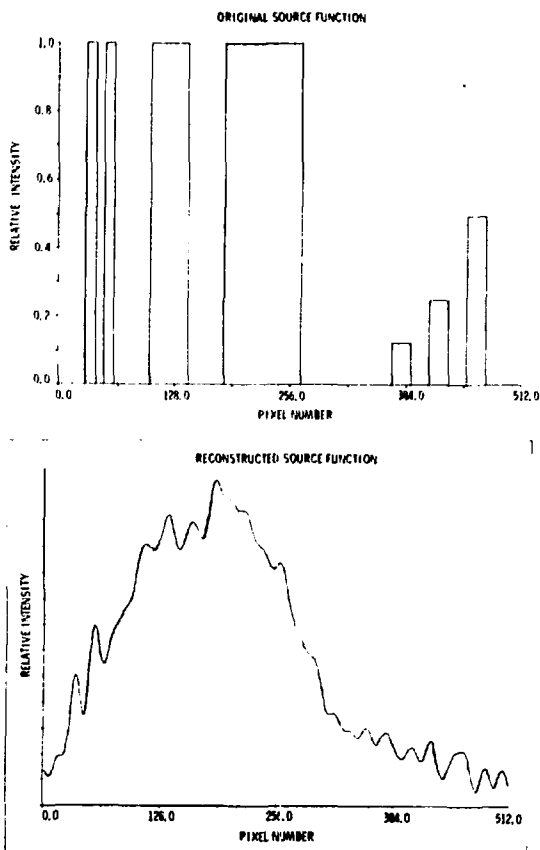 ORIGINAL SOURCE FUNCTION
1.0
0.8
0.6
0.4
0.2
0.0
RELATIVE INTENSITY
0.0 128.0 256.0 384.0 512.0
PIXEL NUMBER
RECONSTRUCTED SOURCE FUNCTION
RELATIVE INTENSITY
0.0 128.0 256.0 384.0 512.0
PIXEL NUMBER